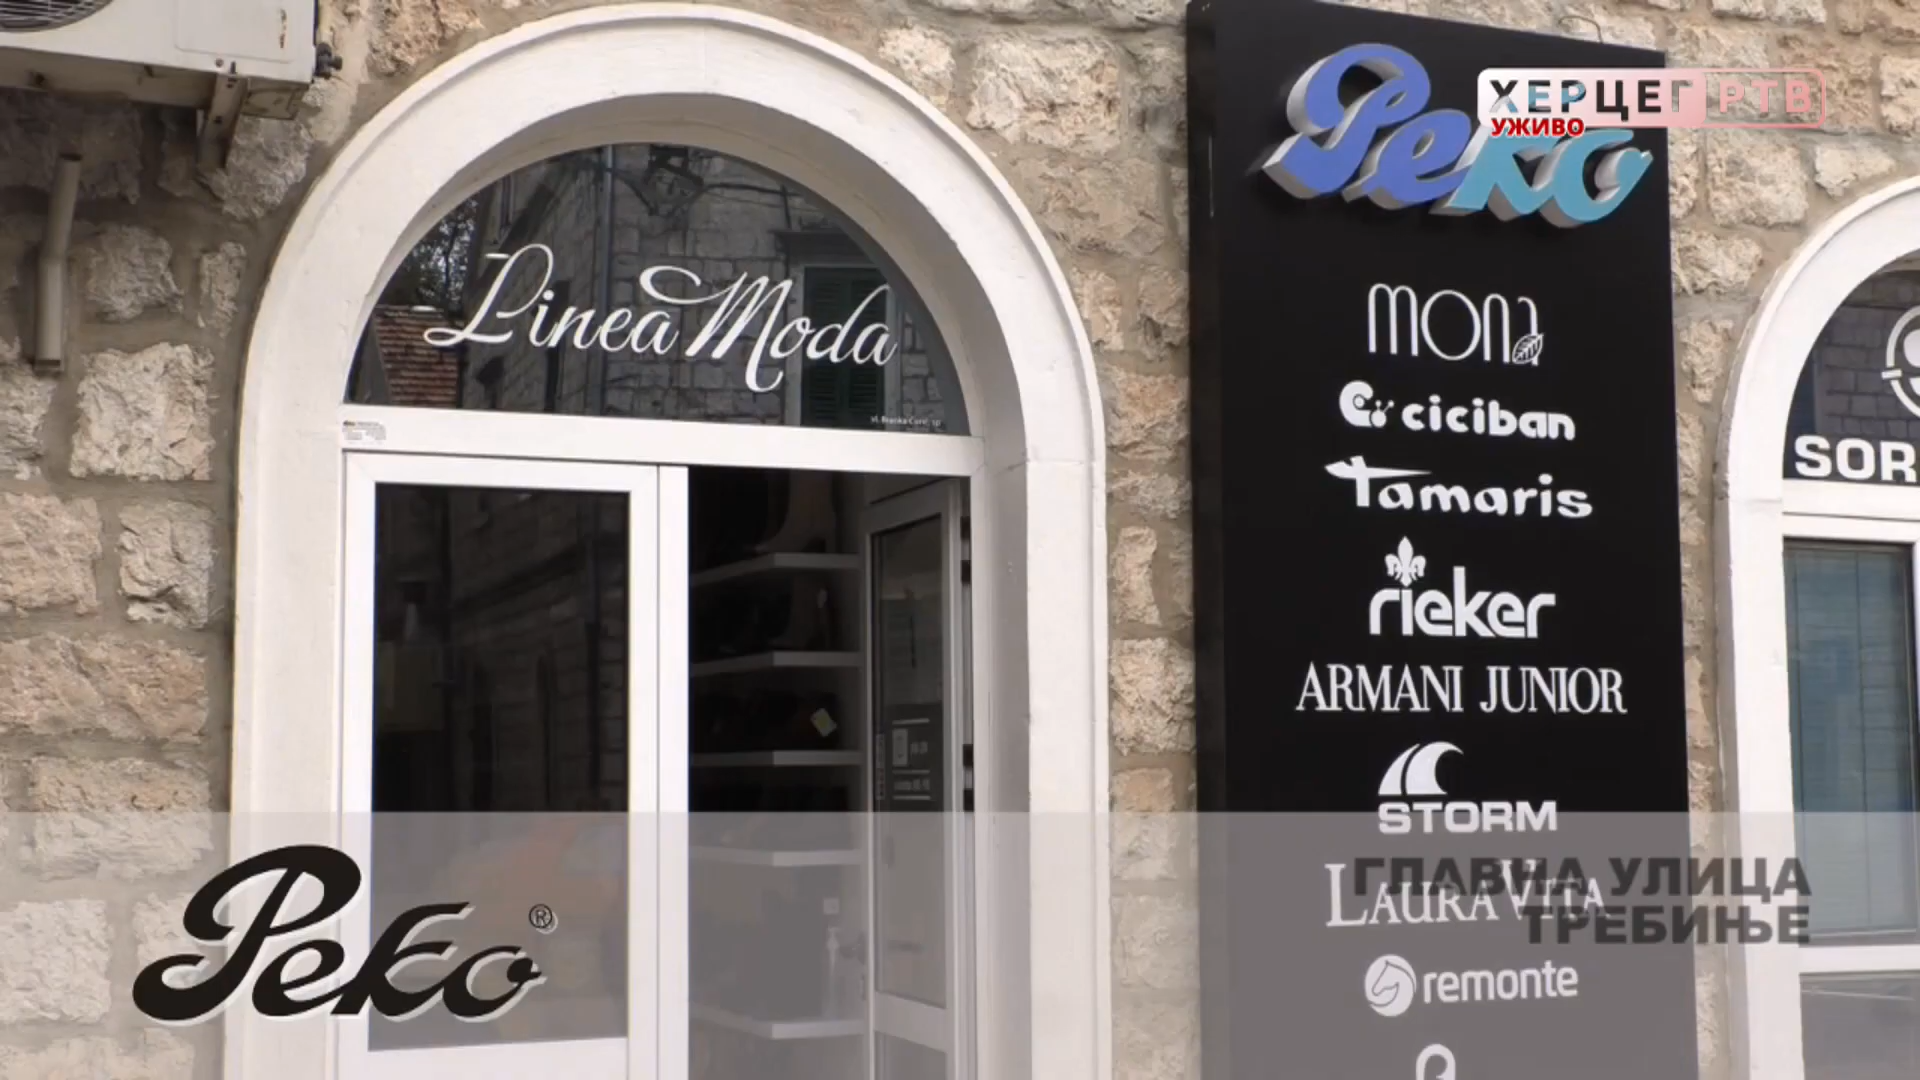 Linea Moda
Peko
ХЕРЦЕГ РТВ
УЖИВО
mona
ciciban
Tamaris
rieker
ARMANI JUNIOR
STORM
LAURA VITA
remonte
SOR
Peko ®
ГЛАВНА УЛИЦА
ТРЕБИЊЕ